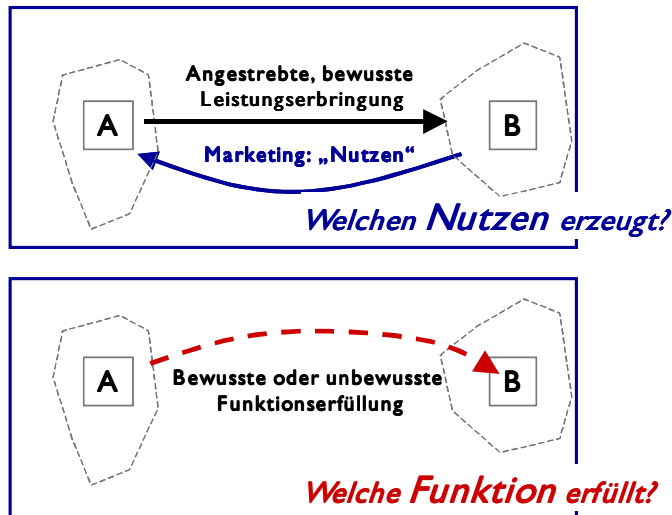 Angestrebte, bewusste
Leistungserbringung
A
B
Marketing: „Nutzen“
Welchen Nutzen erzeugt?
A
B
Bewusste oder unbewusste
Funktionserfüllung
Welche Funktion erfüllt?